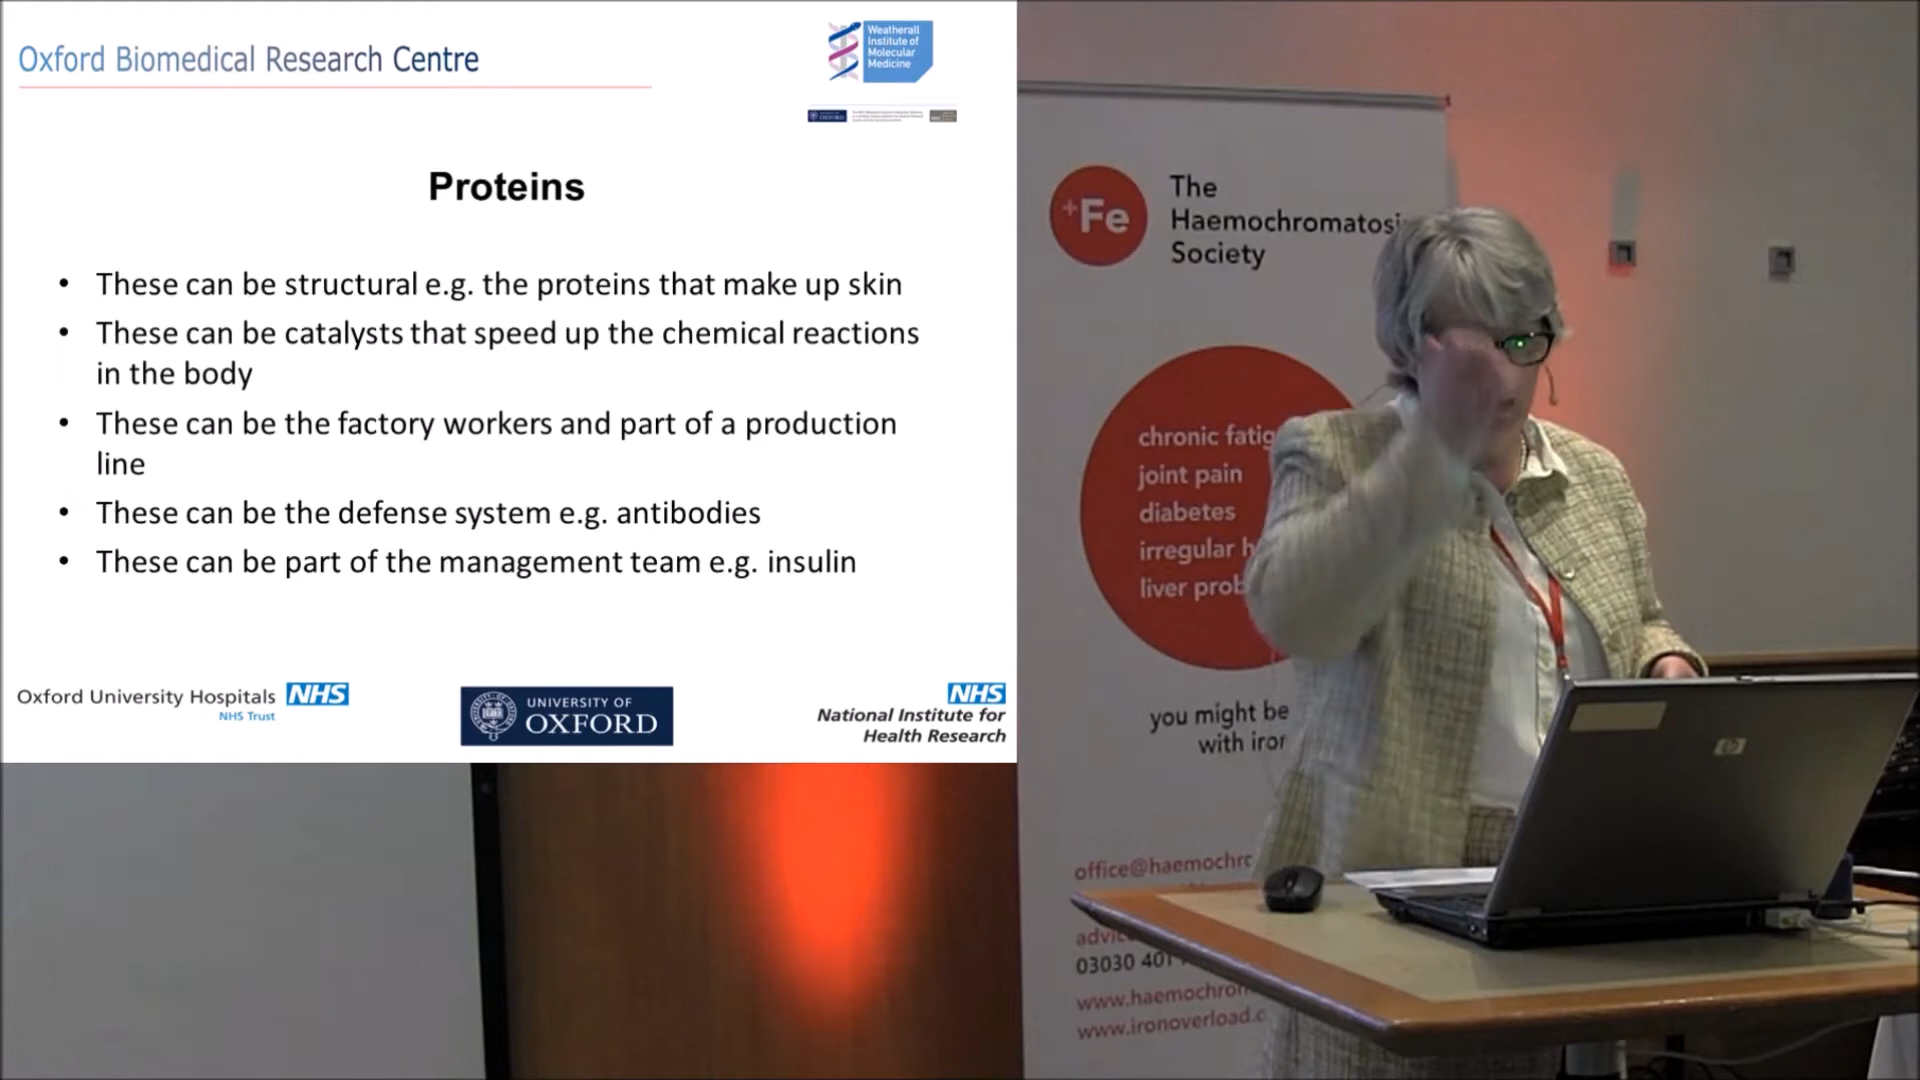 Oxford Biomedical Research Centre
Weatherall
Institute of
Molecular
Medicine
OXFORD
Proteins
• These can be structural e.g. the proteins that make up skin
• These can be catalysts that speed up the chemical reactions
in the body
• These can be the factory workers and part of a production
line
• These can be the defense system e.g. antibodies
• These can be part of the management team e.g. insulin
Oxford University Hospitals NHS
NHS Trust
UNIVERSITY OF
OXFORD
NHS
National Institute for
Health Research
+Fe
The
Haemochromatosi
Society
chronic fatig
joint pain
diabetes
irregular h
liver prob
you might be
with iror
office@haemochrc
advic
03030 401
www.haemochron
www.ironoverload.c
hp